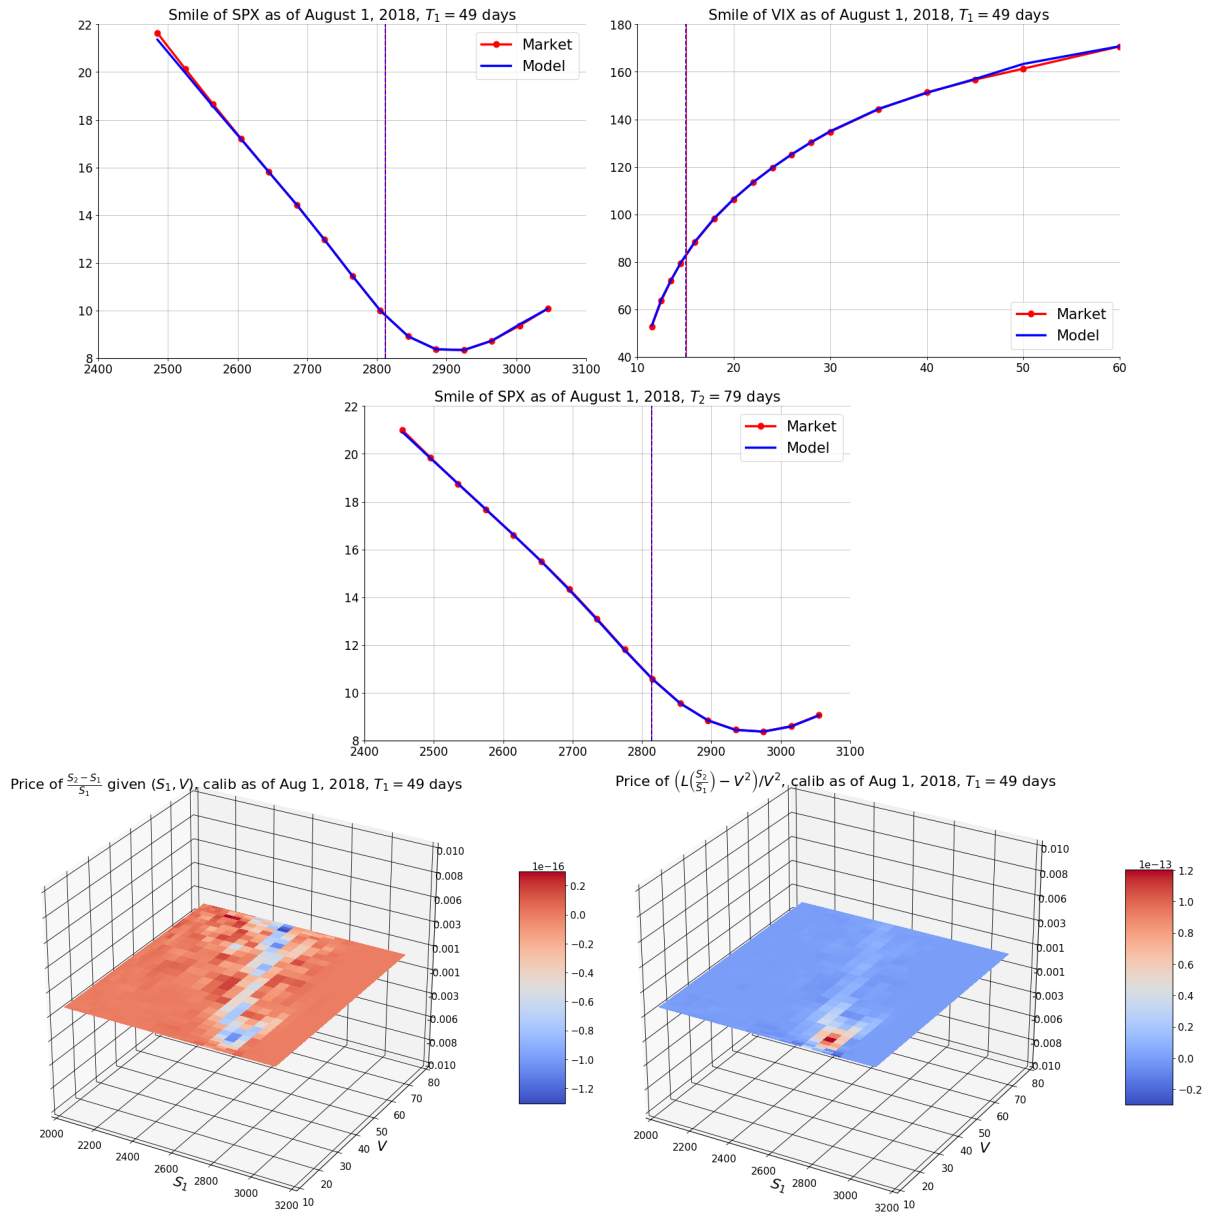 Smile of SPX as of August 1, 2018, T₁ = 49 days
22
20
18
16
14
12
10
8
2400 2500 2600 2700 2800 2900 3000 3100
Market
Model
Smile of VIX as of August 1, 2018, T₁ = 49 days
180
160
140
120
100
80
60
40
10 20 30 40 50 60
Market
Model
Smile of SPX as of August 1, 2018, T₂ = 79 days
22
20
18
16
14
12
10
8
2400 2500 2600 2700 2800 2900 3000 3100
Market
Model
Price of (S₂−S₁)/S₁ given (S₁, V), calib as of Aug 1, 2018, T₁ = 49 days
0.010
0.008
0.006
0.003
0.001
-0.001
-0.003
-0.006
-0.008
-0.010
2000 2200 2400 2600 2800 3000 3200
S₁
10 20 30 40 50 60 70 80
V
1e−16
0.2
0.0
−0.2
−0.4
−0.6
−0.8
−1.0
−1.2
Price of (L(S₂/S₁) − V²)/V², calib as of Aug 1, 2018, T₁ = 49 days
0.010
0.008
0.006
0.003
0.001
-0.001
-0.003
-0.006
-0.008
-0.010
2000 2200 2400 2600 2800 3000 3200
S₁
10 20 30 40 50 60 70 80
V
1e−13
1.2
1.0
0.8
0.6
0.4
0.2
0.0
−0.2